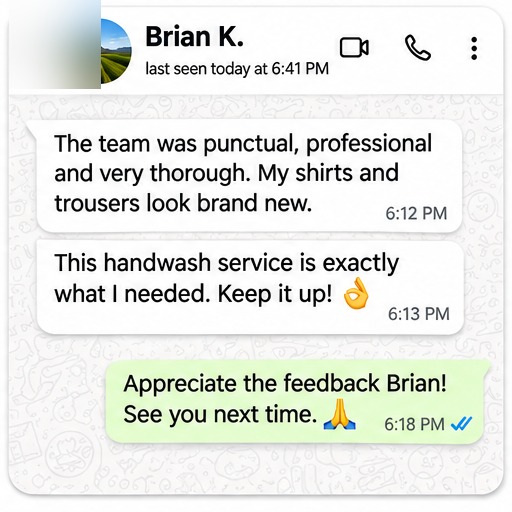 Brian K.
last seen today at 6:41 PM
The team was punctual, professional
and very thorough. My shirts and
trousers look brand new.
6:12 PM
This handwash service is exactly
what I needed. Keep it up! 👌
6:13 PM
Appreciate the feedback Brian!
See you next time. 🙏
6:18 PM